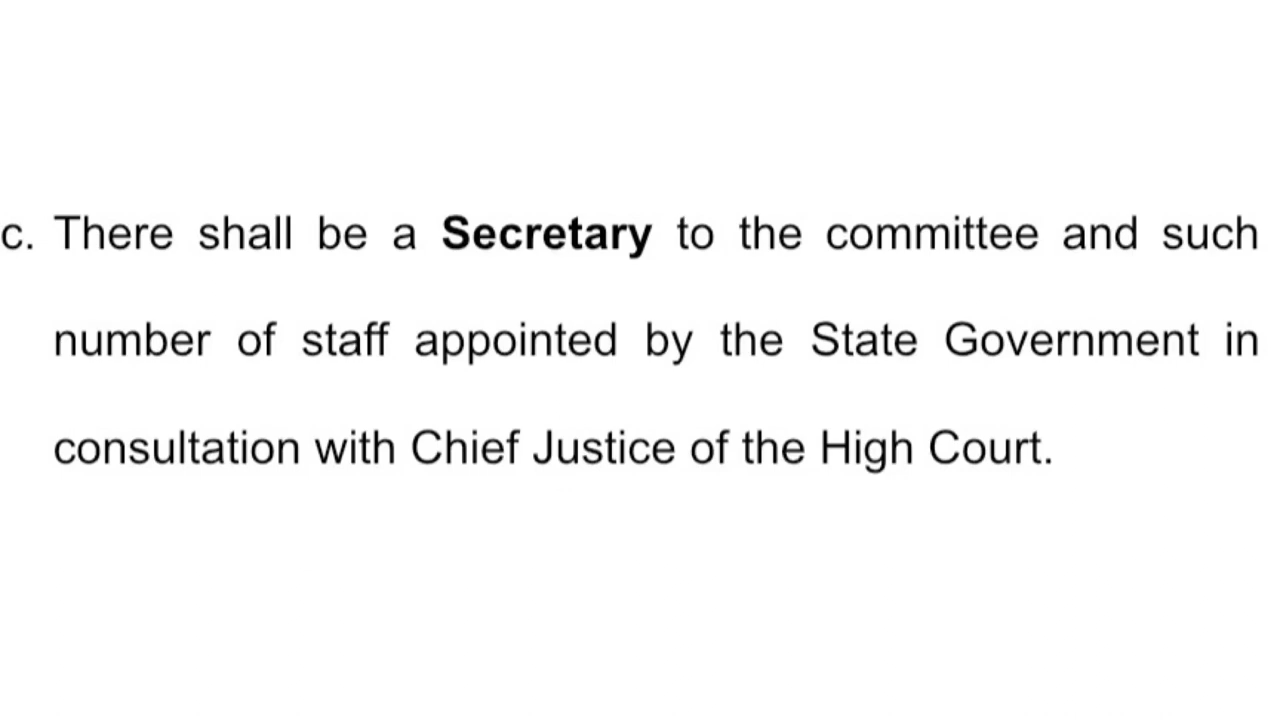 c. There shall be a Secretary to the committee and such
number of staff appointed by the State Government in
consultation with Chief Justice of the High Court.